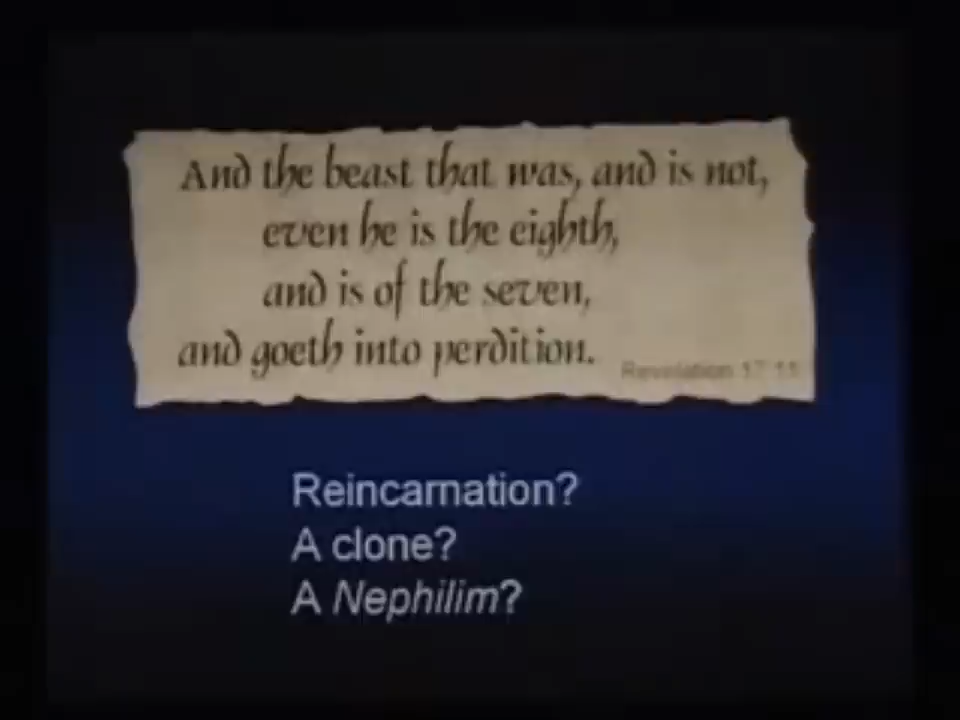 And the beast that was, and is not,
even he is the eighth,
and is of the seven,
and goeth into perdition.
Revelation 17:11
Reincarnation?
A clone?
A Nephilim?